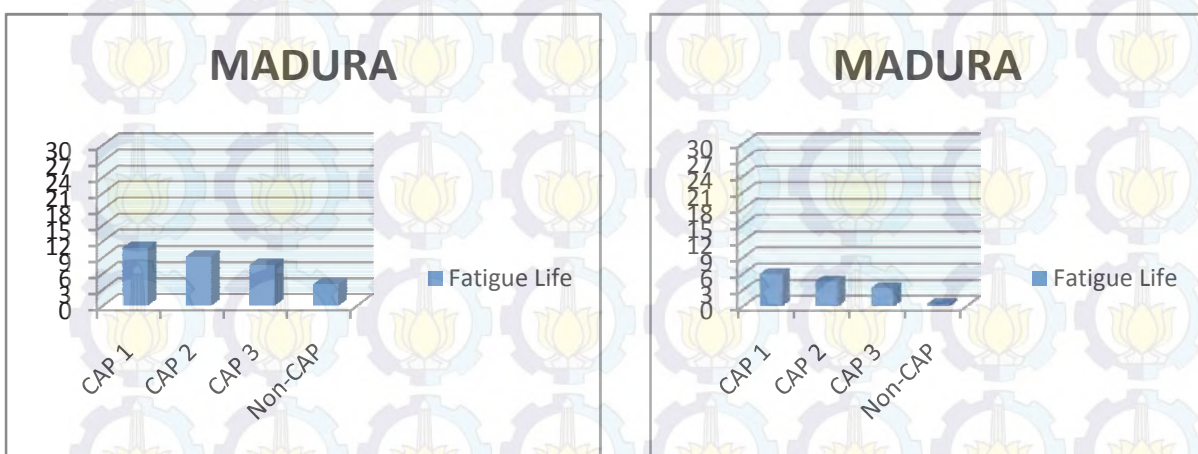 MADURA
30
27
24
21
18
15
12
9
6
3
0
CAP 1
CAP 2
CAP 3
Non-CAP
Fatigue Life
MADURA
30
27
24
21
18
15
12
9
6
3
0
CAP 1
CAP 2
CAP 3
Non-CAP
Fatigue Life